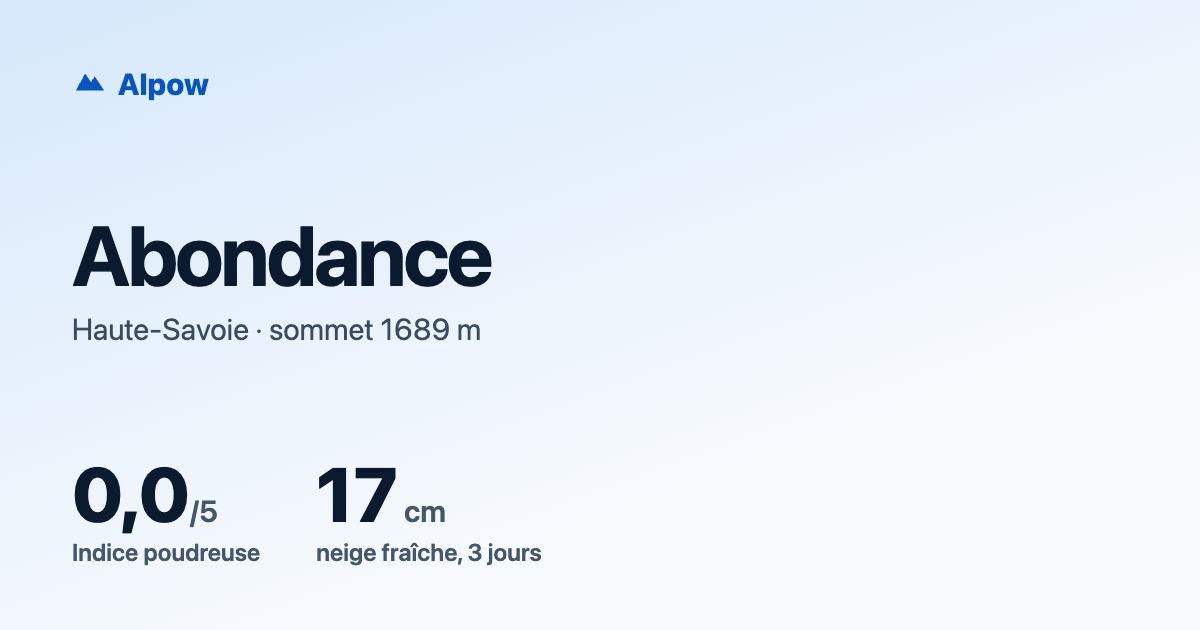 Alpow
Abondance
Haute-Savoie · sommet 1689 m
0,0/5
Indice poudreuse
17 cm
neige fraîche, 3 jours